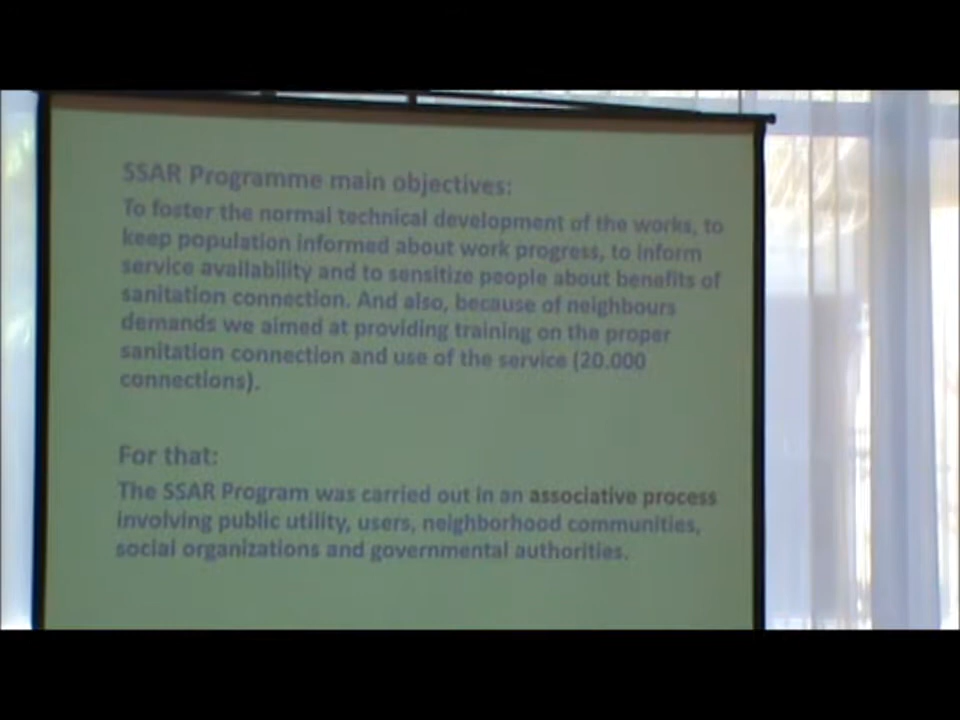 SSAR Programme main objectives:
To foster the normal technical development of the works, to
keep population informed about work progress, to inform
service availability and to sensitize people about benefits of
sanitation connection. And also, because of neighbours
demands we aimed at providing training on the proper
sanitation connection and use of the service (20.000
connections).
For that:
The SSAR Program was carried out in an associative process
involving public utility, users, neighborhood communities,
social organizations and governmental authorities.